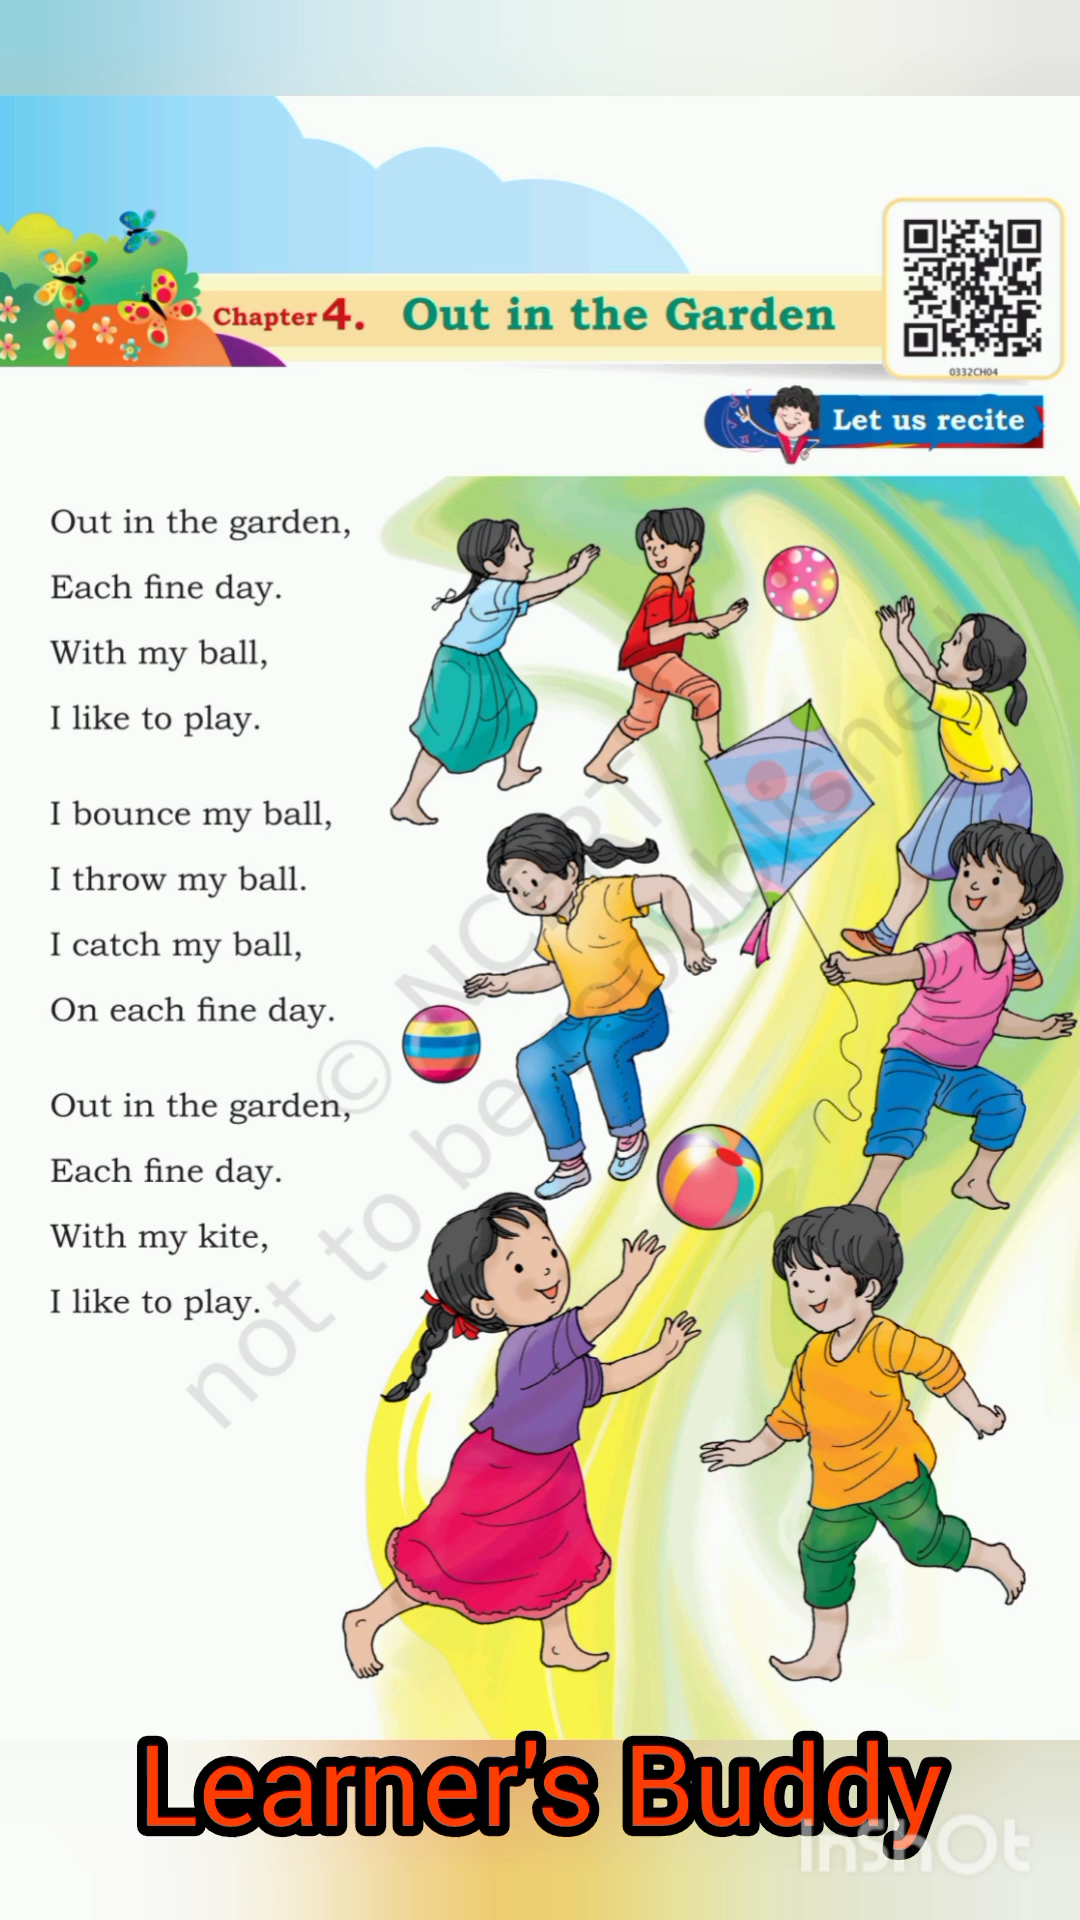 Chapter 4. Out in the Garden
0332CH04
Let us recite
Out in the garden,
Each fine day.
With my ball,
I like to play.
I bounce my ball,
I throw my ball.
I catch my ball,
On each fine day.
Out in the garden,
Each fine day.
With my kite,
I like to play.
© NCERT
not to be republished
Learner's Buddy
InShOt